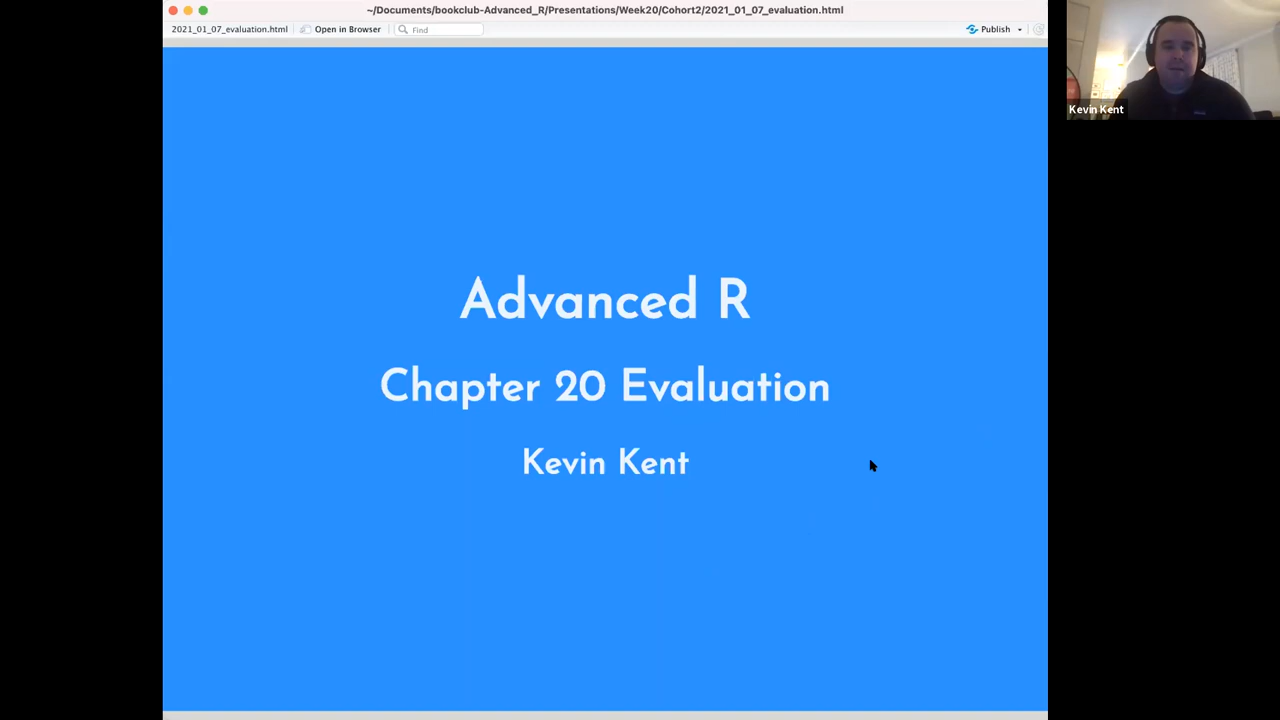 ~/Documents/bookclub-Advanced_R/Presentations/Week20/Cohort2/2021_01_07_evaluation.html
2021_01_07_evaluation.html
Open in Browser
Find
Publish
Kevin Kent
Advanced R
Chapter 20 Evaluation
Kevin Kent